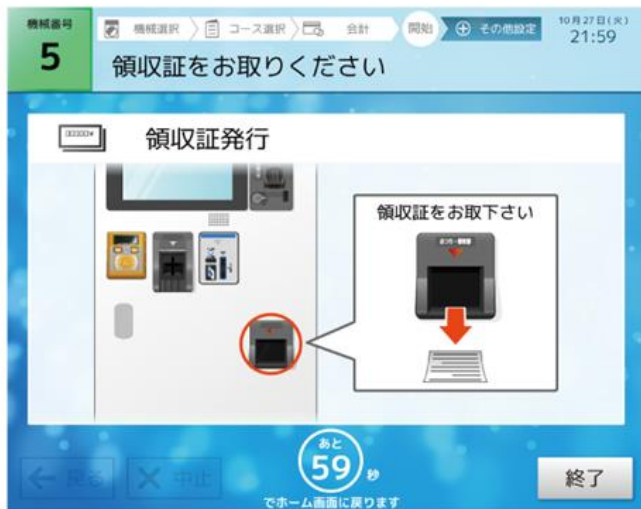 機械番号
5
機械選択
コース選択
会計
開始
その他設定
10月27日(火)
21:59
領収証をお取りください
領収証発行
領収証をお取下さい
あと
59
秒
でホーム画面に戻ります
戻る
中止
終了